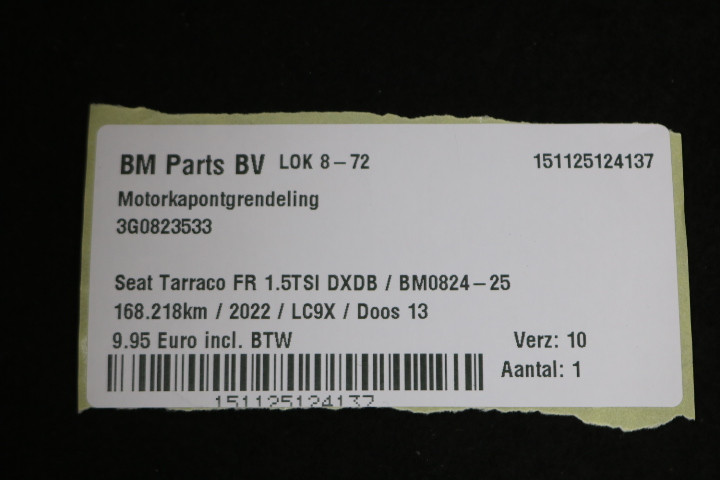 BM Parts BV LOK 8-72 151125124137
Motorkapontgrendeling
3G0823533
Seat Tarraco FR 1.5TSI DXDB / BM0824-25
168.218km / 2022 / LC9X / Doos 13
9.95 Euro incl. BTW Verz: 10
Aantal: 1
151125124137